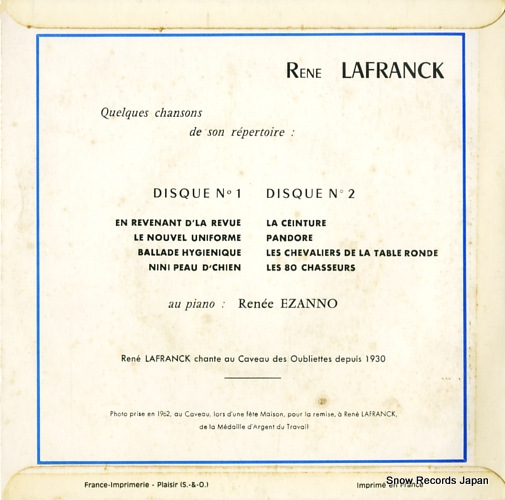 RENE LAFRANCK
Quelques chansons
de son répertoire :
DISQUE Nº 1
EN REVENANT D'LA REVUE
LE NOUVEL UNIFORME
BALLADE HYGIENIQUE
NINI PEAU D'CHIEN
DISQUE N° 2
LA CEINTURE
PANDORE
LES CHEVALIERS DE LA TABLE RONDE
LES 80 CHASSEURS
au piano : Renée EZANNO
René LAFRANCK chante au Caveau des Oubliettes depuis 1930
Photo prise en 1962, au Caveau, lors d'une fête Maison, pour la remise, à René LAFRANCK,
de la Médaille d'Argent du Travail
France-Imprimerie - Plaisir (S.-&-O.)
Imprimé en France
Snow Records Japan